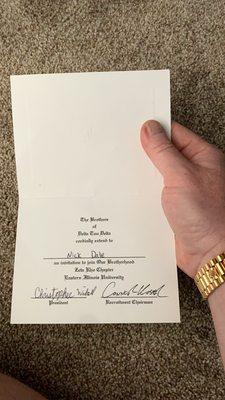 The Brothers
of
Delta Tau Delta
cordially extend to
Nick Dale
an invitation to join Our Brotherhood
Zeta Rho Chapter
Eastern Illinois University
Christopher
President Recruitment Chairman